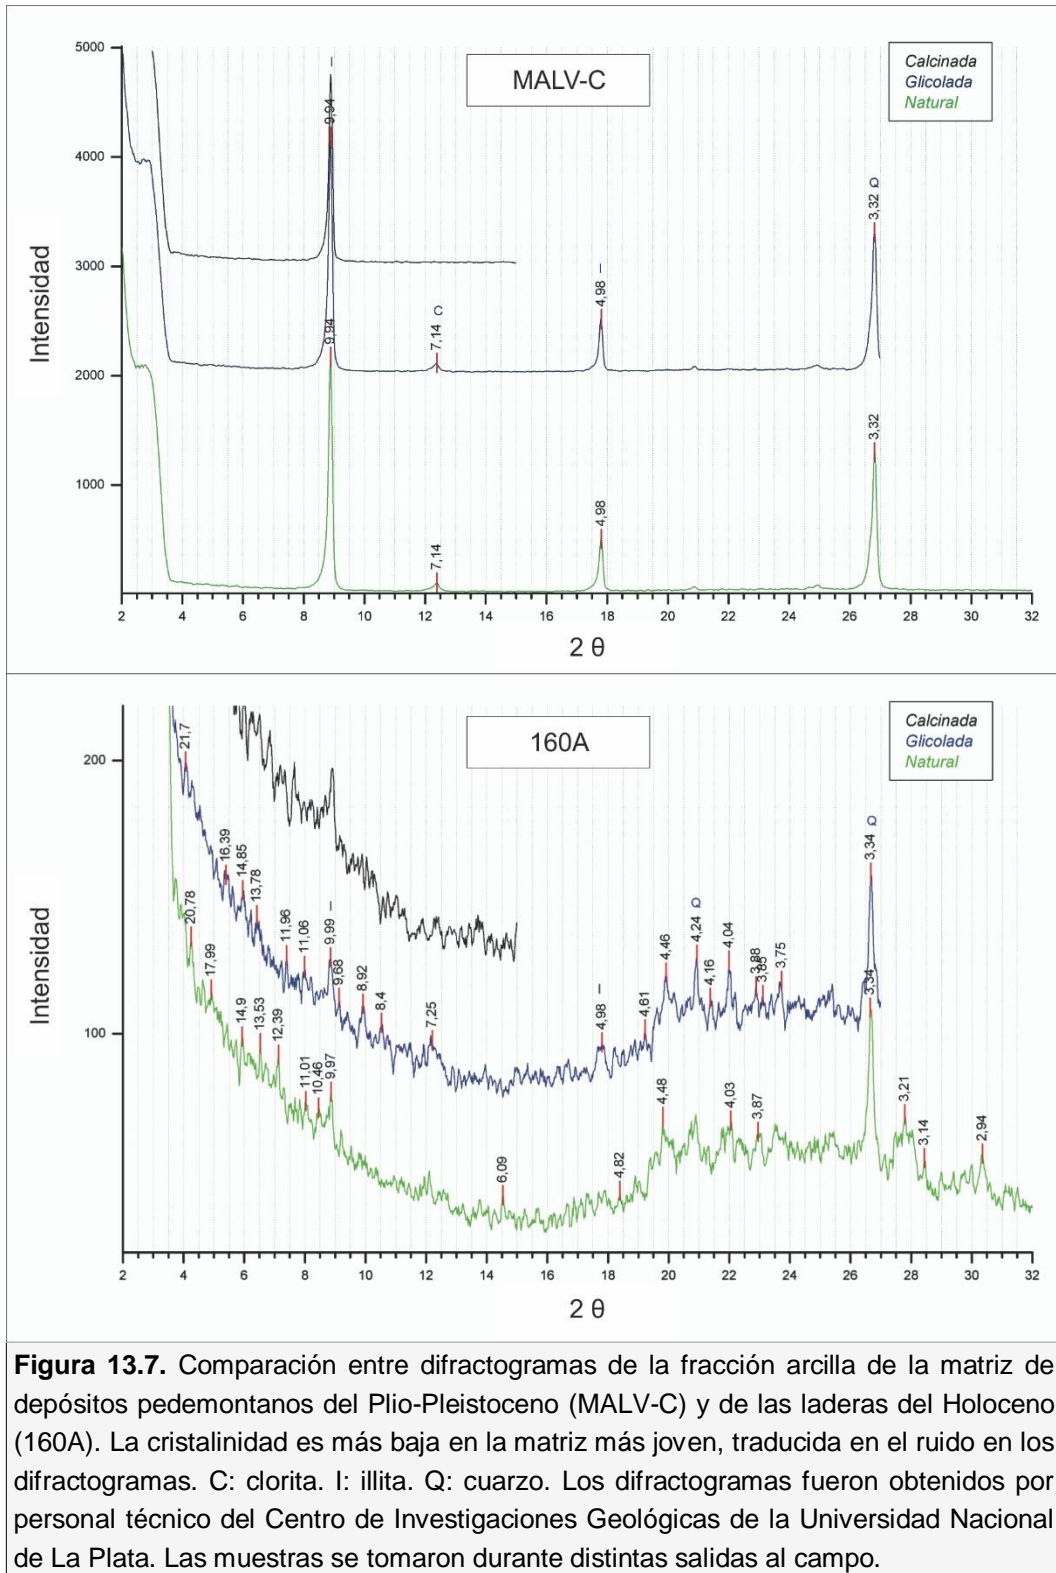 MALV-C
Calcinada
Glicolada
Natural
5000
4000
3000
2000
1000
Intensidad
I
9,94
9,94
9,94
C
7,14
7,14
I
4,98
4,98
Q
3,32
3,32
2 4 6 8 10 12 14 16 18 20 22 24 26 28 30 32
2 θ
160A
Calcinada
Glicolada
Natural
200
100
Intensidad
21,7
16,39
14,85
13,78
11,96
11,06
I
9,99
9,68
8,92
8,4
7,25
I
4,98
4,61
4,46
Q
4,24
4,16
4,04
3,88
3,85
3,75
Q
3,34
20,78
17,99
14,9
13,53
12,39
11,01
10,46
9,97
6,09
4,82
4,48
4,03
3,87
3,34
3,21
3,14
2,94
2 4 6 8 10 12 14 16 18 20 22 24 26 28 30 32
2 θ
Figura 13.7. Comparación entre difractogramas de la fracción arcilla de la matriz de
depósitos pedemontanos del Plio-Pleistoceno (MALV-C) y de las laderas del Holoceno
(160A). La cristalinidad es más baja en la matriz más joven, traducida en el ruido en los
difractogramas. C: clorita. I: illita. Q: cuarzo. Los difractogramas fueron obtenidos por
personal técnico del Centro de Investigaciones Geológicas de la Universidad Nacional
de La Plata. Las muestras se tomaron durante distintas salidas al campo.